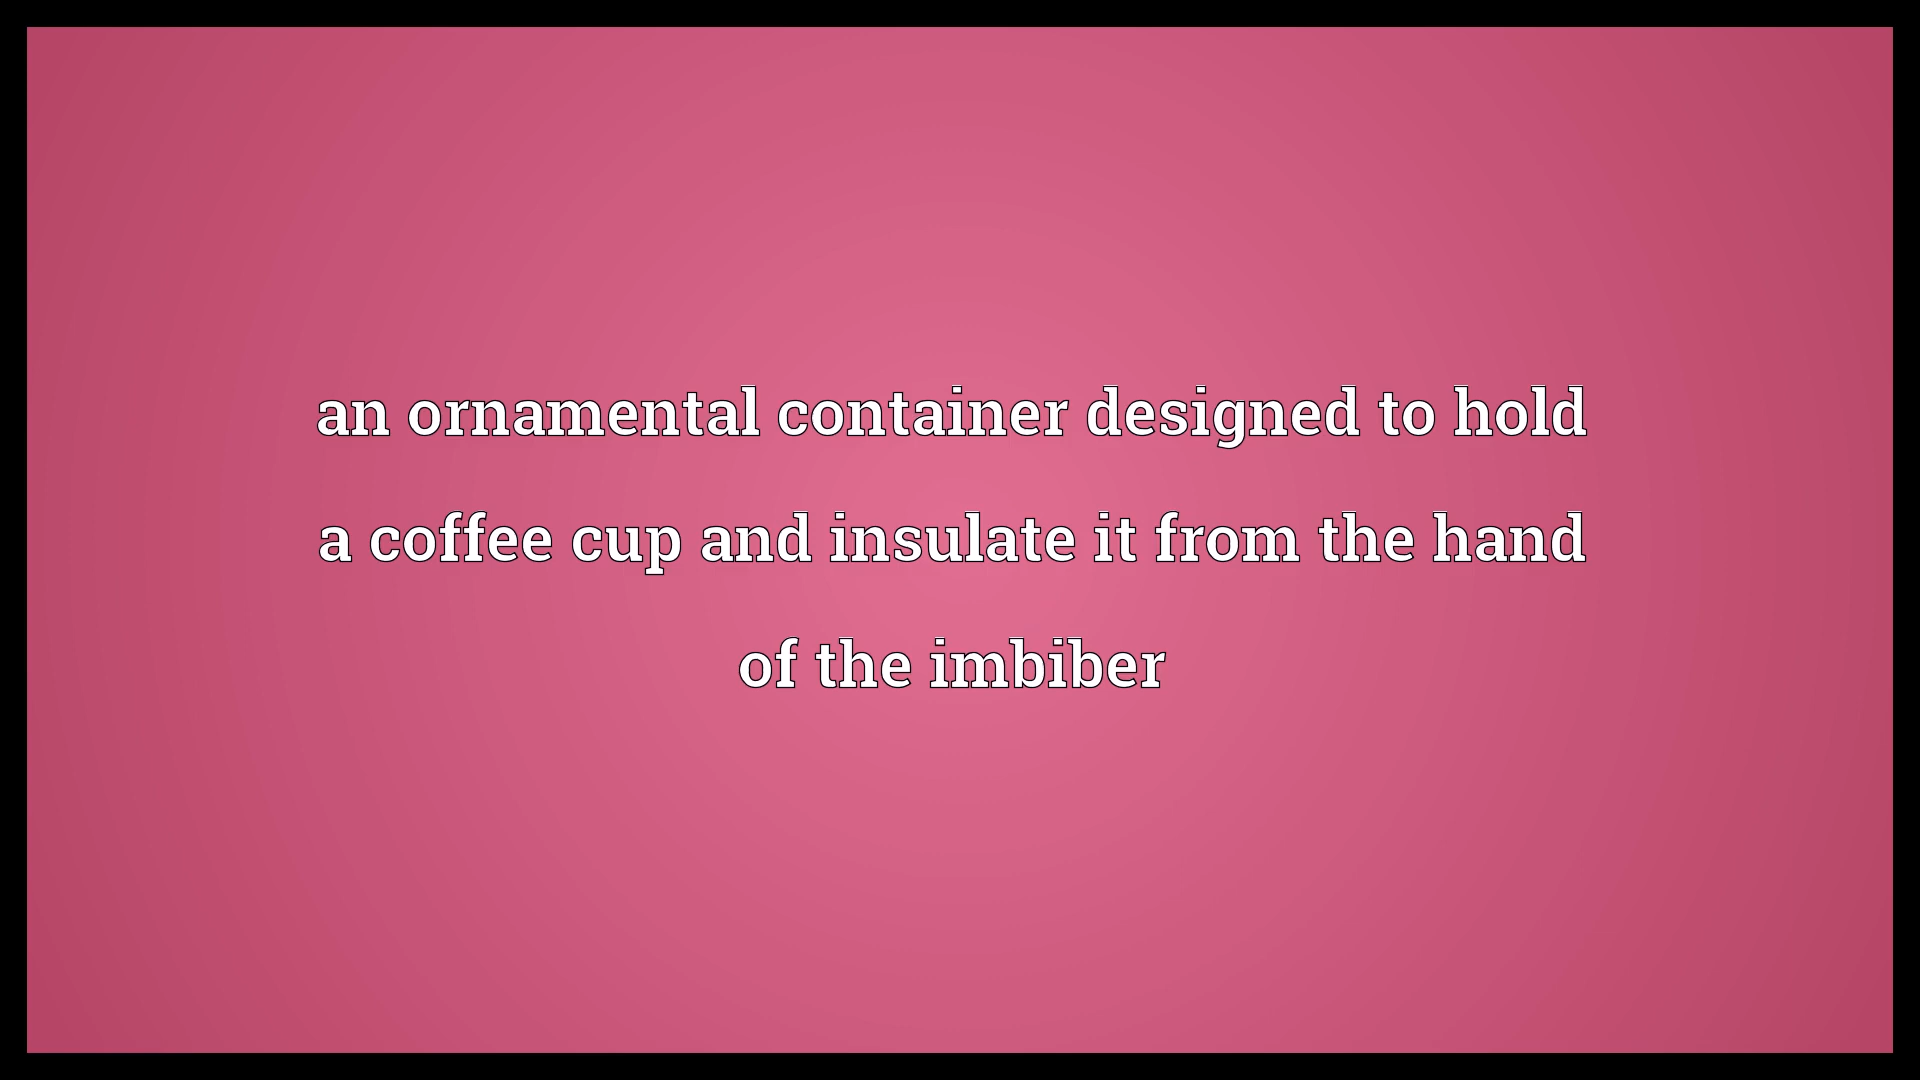 an ornamental container designed to hold
a coffee cup and insulate it from the hand
of the imbiber